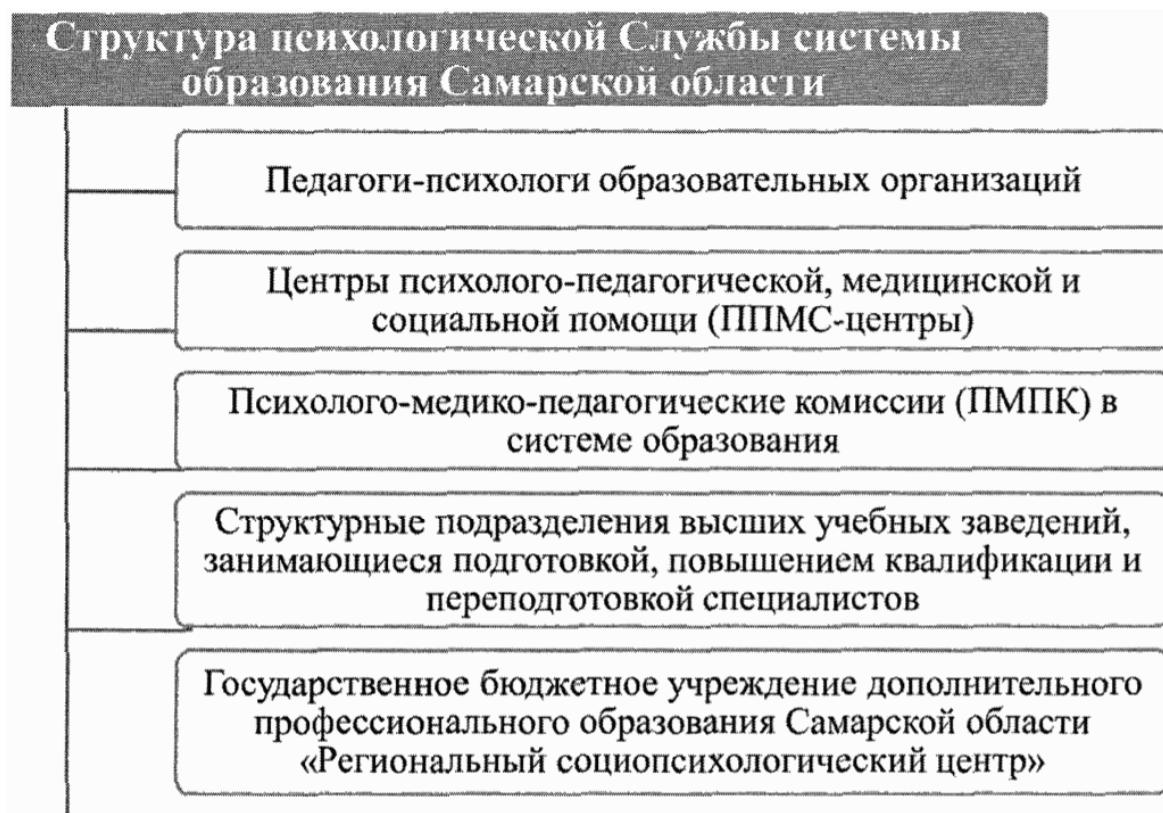 Структура психологической Службы системы
образования Самарской области
Педагоги-психологи образовательных организаций
Центры психолого-педагогической, медицинской и
социальной помощи (ППМС-центры)
Психолого-медико-педагогические комиссии (ПМПК) в
системе образования
Структурные подразделения высших учебных заведений,
занимающиеся подготовкой, повышением квалификации и
переподготовкой специалистов
Государственное бюджетное учреждение дополнительного
профессионального образования Самарской области
«Региональный социопсихологический центр»